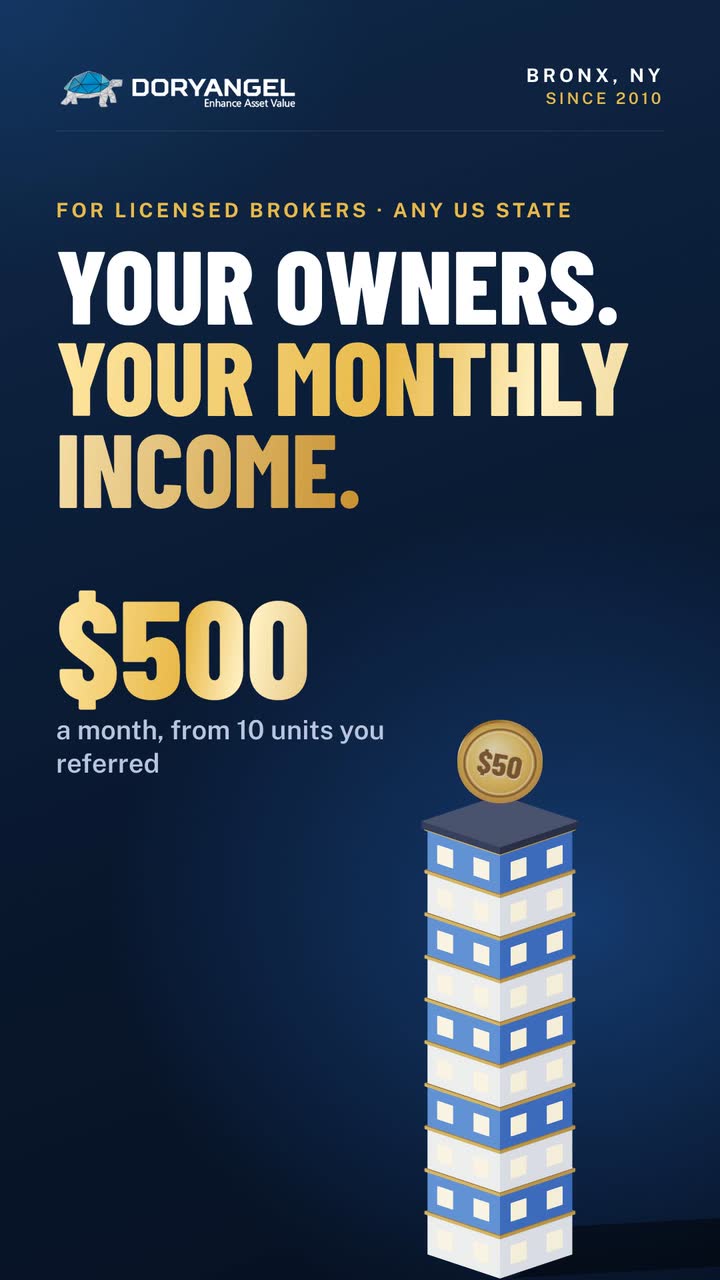 DORYANGEL
Enhance Asset Value
BRONX, NY
SINCE 2010
FOR LICENSED BROKERS · ANY US STATE
YOUR OWNERS.
YOUR MONTHLY
INCOME.
$500
a month, from 10 units you
referred
$50